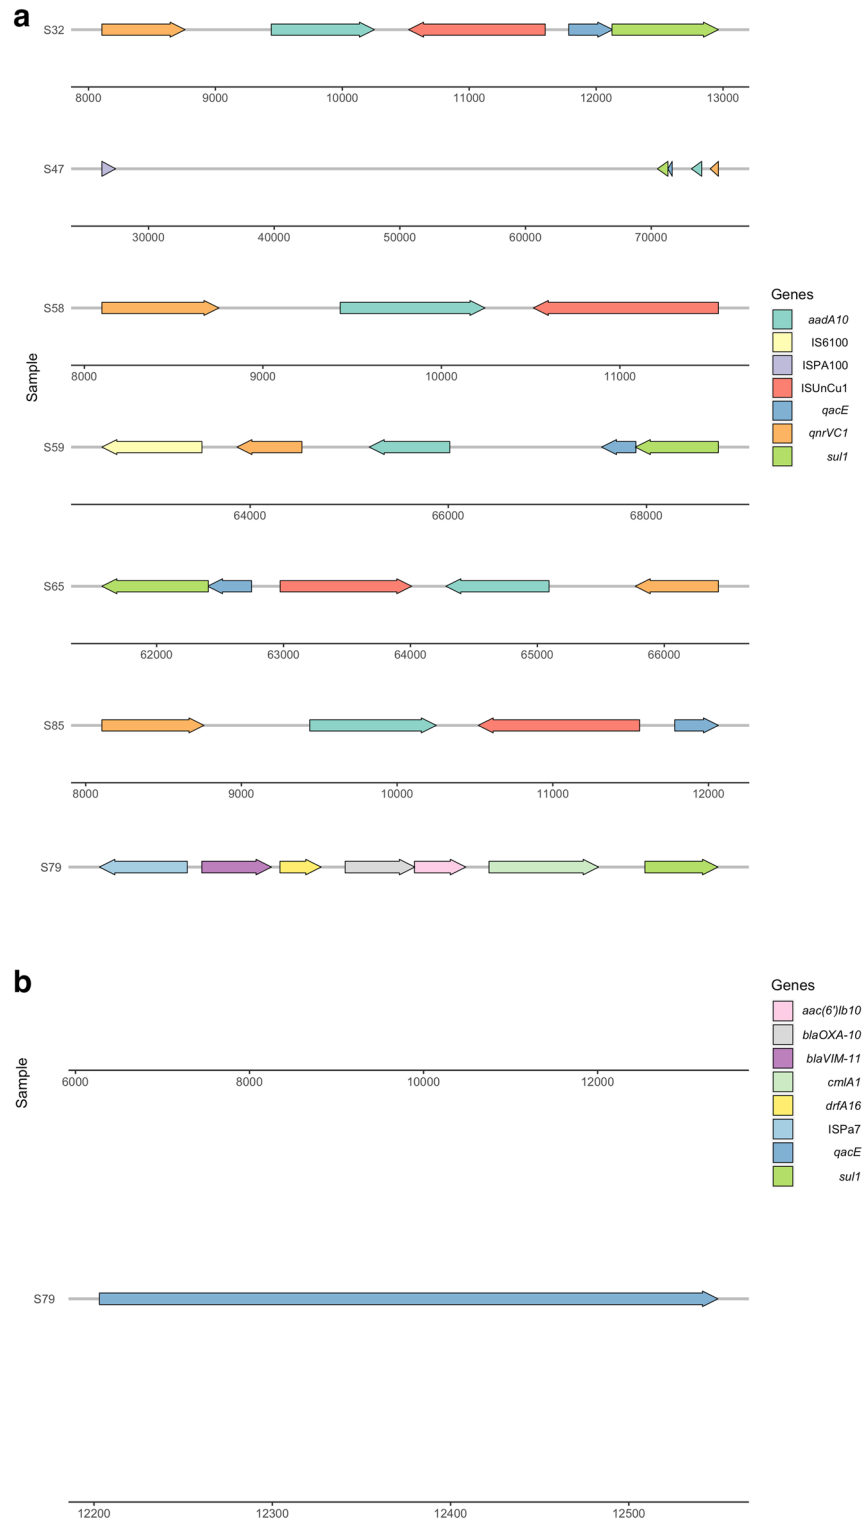 a
S32
8000 9000 10000 11000 12000 13000
S47
30000 40000 50000 60000 70000
S58
8000 9000 10000 11000
Sample
S59
64000 66000 68000
S65
62000 63000 64000 65000 66000
S85
8000 9000 10000 11000 12000
S79
Genes
aadA10
IS6100
ISPA100
ISUnCu1
qacE
qnrVC1
sul1
b
6000 8000 10000 12000
Sample
S79
12200 12300 12400 12500
Genes
aac(6')Ib10
blaOXA-10
blaVIM-11
cmlA1
drfA16
ISPa7
qacE
sul1